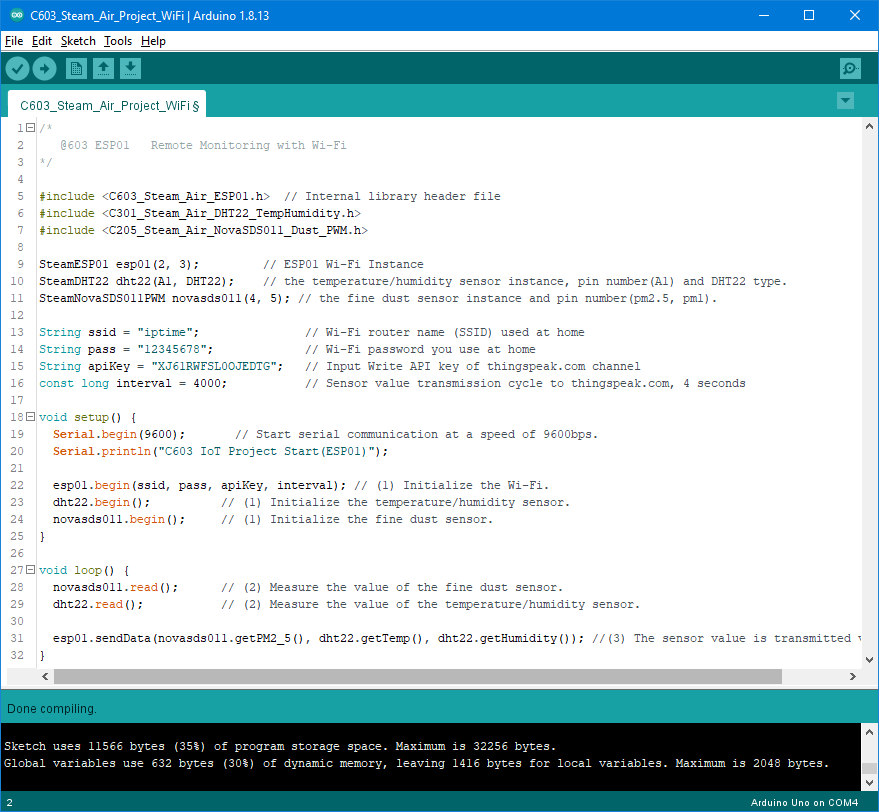 C603_Steam_Air_Project_WiFi | Arduino 1.8.13
File Edit Sketch Tools Help
C603_Steam_Air_Project_WiFi §
1 /*
2 @603 ESP01 Remote Monitoring with Wi-Fi
3 */
4
5 #include <C603_Steam_Air_ESP01.h> // Internal library header file
6 #include <C301_Steam_Air_DHT22_TempHumidity.h>
7 #include <C205_Steam_Air_NovaSDS011_Dust_PWM.h>
8
9 SteamESP01 esp01(2, 3); // ESP01 Wi-Fi Instance
10 SteamDHT22 dht22(A1, DHT22); // the temperature/humidity sensor instance, pin number(A1) and DHT22 type.
11 SteamNovaSDS011PWM novasds011(4, 5); // the fine dust sensor instance and pin number(pm2.5, pm1).
12
13 String ssid = "iptime"; // Wi-Fi router name (SSID) used at home
14 String pass = "12345678"; // Wi-Fi password you use at home
15 String apiKey = "XJ61RWFSL0OJEDTG"; // Input Write API key of thingspeak.com channel
16 const long interval = 4000; // Sensor value transmission cycle to thingspeak.com, 4 seconds
17
18 void setup() {
19 Serial.begin(9600); // Start serial communication at a speed of 9600bps.
20 Serial.println("C603 IoT Project Start(ESP01)");
21
22 esp01.begin(ssid, pass, apiKey, interval); // (1) Initialize the Wi-Fi.
23 dht22.begin(); // (1) Initialize the temperature/humidity sensor.
24 novasds011.begin(); // (1) Initialize the fine dust sensor.
25 }
26
27 void loop() {
28 novasds011.read(); // (2) Measure the value of the fine dust sensor.
29 dht22.read(); // (2) Measure the value of the temperature/humidity sensor.
30
31 esp01.sendData(novasds011.getPM2_5(), dht22.getTemp(), dht22.getHumidity()); //(3) The sensor value is transmitted
32 }
Done compiling.
Sketch uses 11566 bytes (35%) of program storage space. Maximum is 32256 bytes.
Global variables use 632 bytes (30%) of dynamic memory, leaving 1416 bytes for local variables. Maximum is 2048 bytes.
2 Arduino Uno on COM4